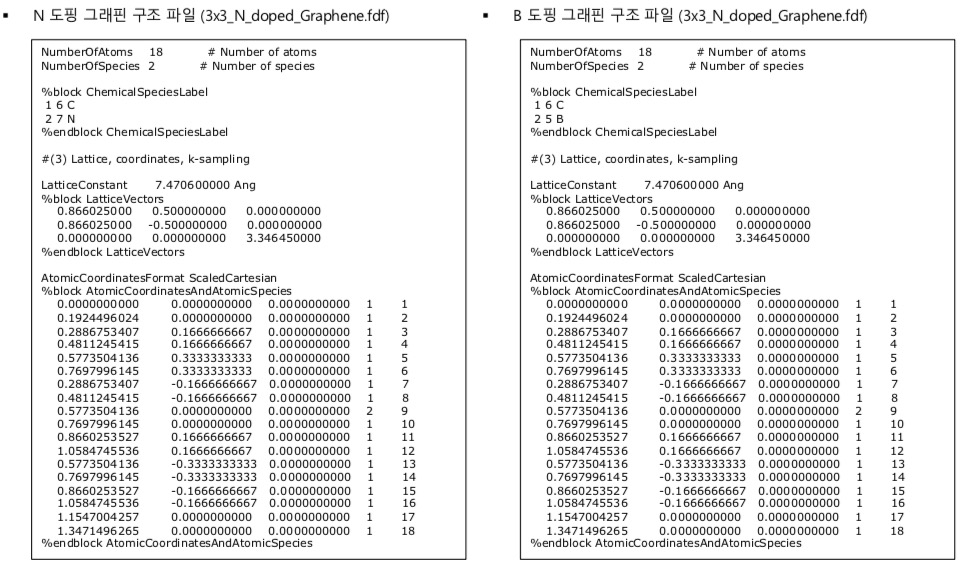 ▪ N 도핑 그래핀 구조 파일 (3x3_N_doped_Graphene.fdf)
NumberOfAtoms 18 # Number of atoms
NumberOfSpecies 2 # Number of species
%block ChemicalSpeciesLabel
1 6 C
2 7 N
%endblock ChemicalSpeciesLabel
#(3) Lattice, coordinates, k-sampling
LatticeConstant 7.470600000 Ang
%block LatticeVectors
0.866025000 0.500000000 0.000000000
0.866025000 -0.500000000 0.000000000
0.000000000 0.000000000 3.346450000
%endblock LatticeVectors
AtomicCoordinatesFormat ScaledCartesian
%block AtomicCoordinatesAndAtomicSpecies
0.0000000000 0.0000000000 0.0000000000 1 1
0.1924496024 0.0000000000 0.0000000000 1 2
0.2886753407 0.1666666667 0.0000000000 1 3
0.4811245415 0.1666666667 0.0000000000 1 4
0.5773504136 0.3333333333 0.0000000000 1 5
0.7697996145 0.3333333333 0.0000000000 1 6
0.2886753407 -0.1666666667 0.0000000000 1 7
0.4811245415 -0.1666666667 0.0000000000 1 8
0.5773504136 0.0000000000 0.0000000000 2 9
0.7697996145 0.0000000000 0.0000000000 1 10
0.8660253527 0.1666666667 0.0000000000 1 11
1.0584745536 0.1666666667 0.0000000000 1 12
0.5773504136 -0.3333333333 0.0000000000 1 13
0.7697996145 -0.3333333333 0.0000000000 1 14
0.8660253527 -0.1666666667 0.0000000000 1 15
1.0584745536 -0.1666666667 0.0000000000 1 16
1.1547004257 0.0000000000 0.0000000000 1 17
1.3471496265 0.0000000000 0.0000000000 1 18
%endblock AtomicCoordinatesAndAtomicSpecies
▪ B 도핑 그래핀 구조 파일 (3x3_N_doped_Graphene.fdf)
NumberOfAtoms 18 # Number of atoms
NumberOfSpecies 2 # Number of species
%block ChemicalSpeciesLabel
1 6 C
2 5 B
%endblock ChemicalSpeciesLabel
#(3) Lattice, coordinates, k-sampling
LatticeConstant 7.470600000 Ang
%block LatticeVectors
0.866025000 0.500000000 0.000000000
0.866025000 -0.500000000 0.000000000
0.000000000 0.000000000 3.346450000
%endblock LatticeVectors
AtomicCoordinatesFormat ScaledCartesian
%block AtomicCoordinatesAndAtomicSpecies
0.0000000000 0.0000000000 0.0000000000 1 1
0.1924496024 0.0000000000 0.0000000000 1 2
0.2886753407 0.1666666667 0.0000000000 1 3
0.4811245415 0.1666666667 0.0000000000 1 4
0.5773504136 0.3333333333 0.0000000000 1 5
0.7697996145 0.3333333333 0.0000000000 1 6
0.2886753407 -0.1666666667 0.0000000000 1 7
0.4811245415 -0.1666666667 0.0000000000 1 8
0.5773504136 0.0000000000 0.0000000000 2 9
0.7697996145 0.0000000000 0.0000000000 1 10
0.8660253527 0.1666666667 0.0000000000 1 11
1.0584745536 0.1666666667 0.0000000000 1 12
0.5773504136 -0.3333333333 0.0000000000 1 13
0.7697996145 -0.3333333333 0.0000000000 1 14
0.8660253527 -0.1666666667 0.0000000000 1 15
1.0584745536 -0.1666666667 0.0000000000 1 16
1.1547004257 0.0000000000 0.0000000000 1 17
1.3471496265 0.0000000000 0.0000000000 1 18
%endblock AtomicCoordinatesAndAtomicSpecies